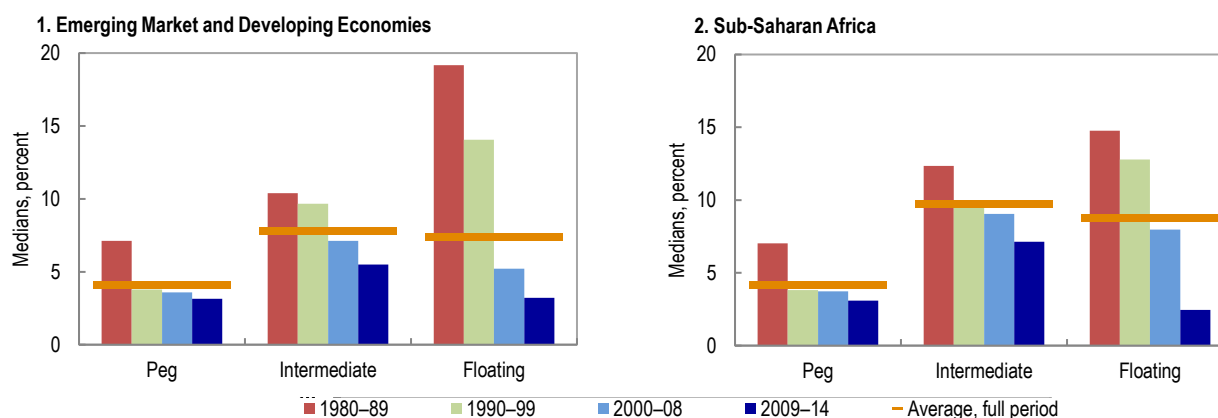 1. Emerging Market and Developing Economies
20
15
10
5
0
Medians, percent
Peg Intermediate Floating
2. Sub-Saharan Africa
20
15
10
5
0
Medians, percent
Peg Intermediate Floating
1980–89 1990–99 2000–08 2009–14 Average, full period